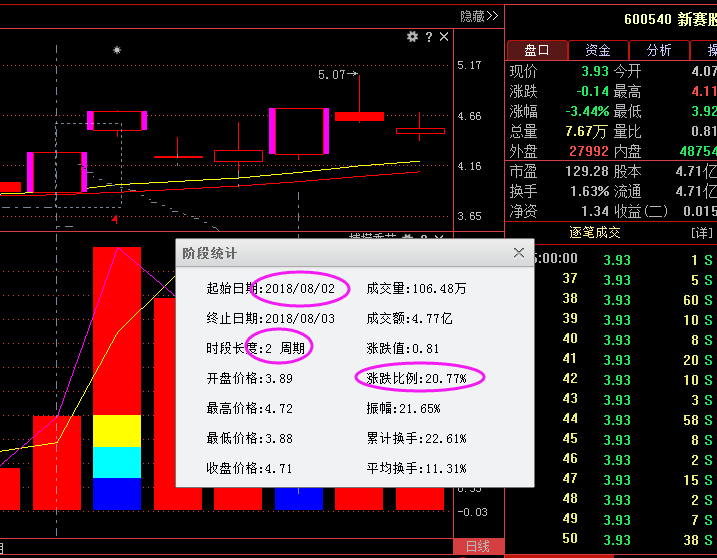 隐藏>>
600540 新赛股
? ×
5.17
5.07→
4.66
4.16
3.65
盘口 资金 分析
现价 3.93 今开 4.07
涨跌 -0.14 最高 4.11
涨幅 -3.44% 最低 3.92
总量 7.67万 量比 0.81
外盘 27992 内盘 48754
市盈 129.28 股本 4.71亿
换手 1.63% 流通 4.71亿
净资 1.34 收益(二) 0.015
逐笔成交 [详]
阶段统计 ×
起始日期:2018/08/02 成交量:106.48万
终止日期:2018/08/03 成交额:4.77亿
时段长度:2 周期 涨跌值:0.81
开盘价格:3.89 涨跌比例:20.77%
最高价格:4.72 振幅:21.65%
最低价格:3.88 累计换手:22.61%
收盘价格:4.71 平均换手:11.31%
5:00:00 3.93 1 S
37 3.93 5 S
38 3.93 60 S
39 3.93 10 S
40 3.93 8 S
41 3.93 20 S
42 3.93 10 S
43 3.93 3 S
44 3.93 58 S
45 3.93 8 S
46 3.93 2 S
47 3.93 15 S
48 3.93 2 S
49 3.93 7 S
50 3.93 38 S
-0.03
日线